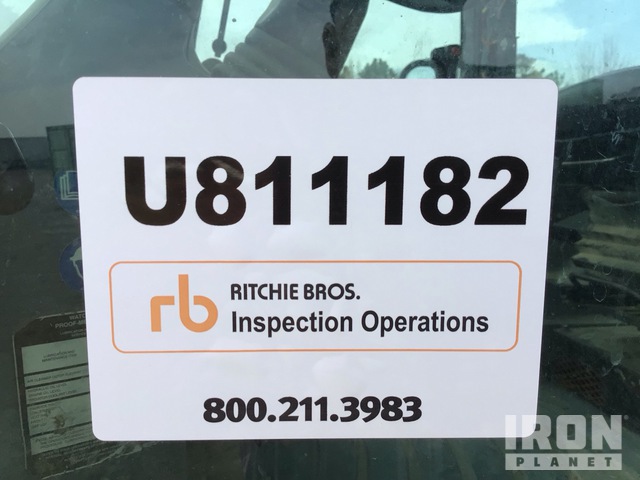 U811182
rb RITCHIE BROS.
Inspection Operations
800.211.3983
IRON
PLANET